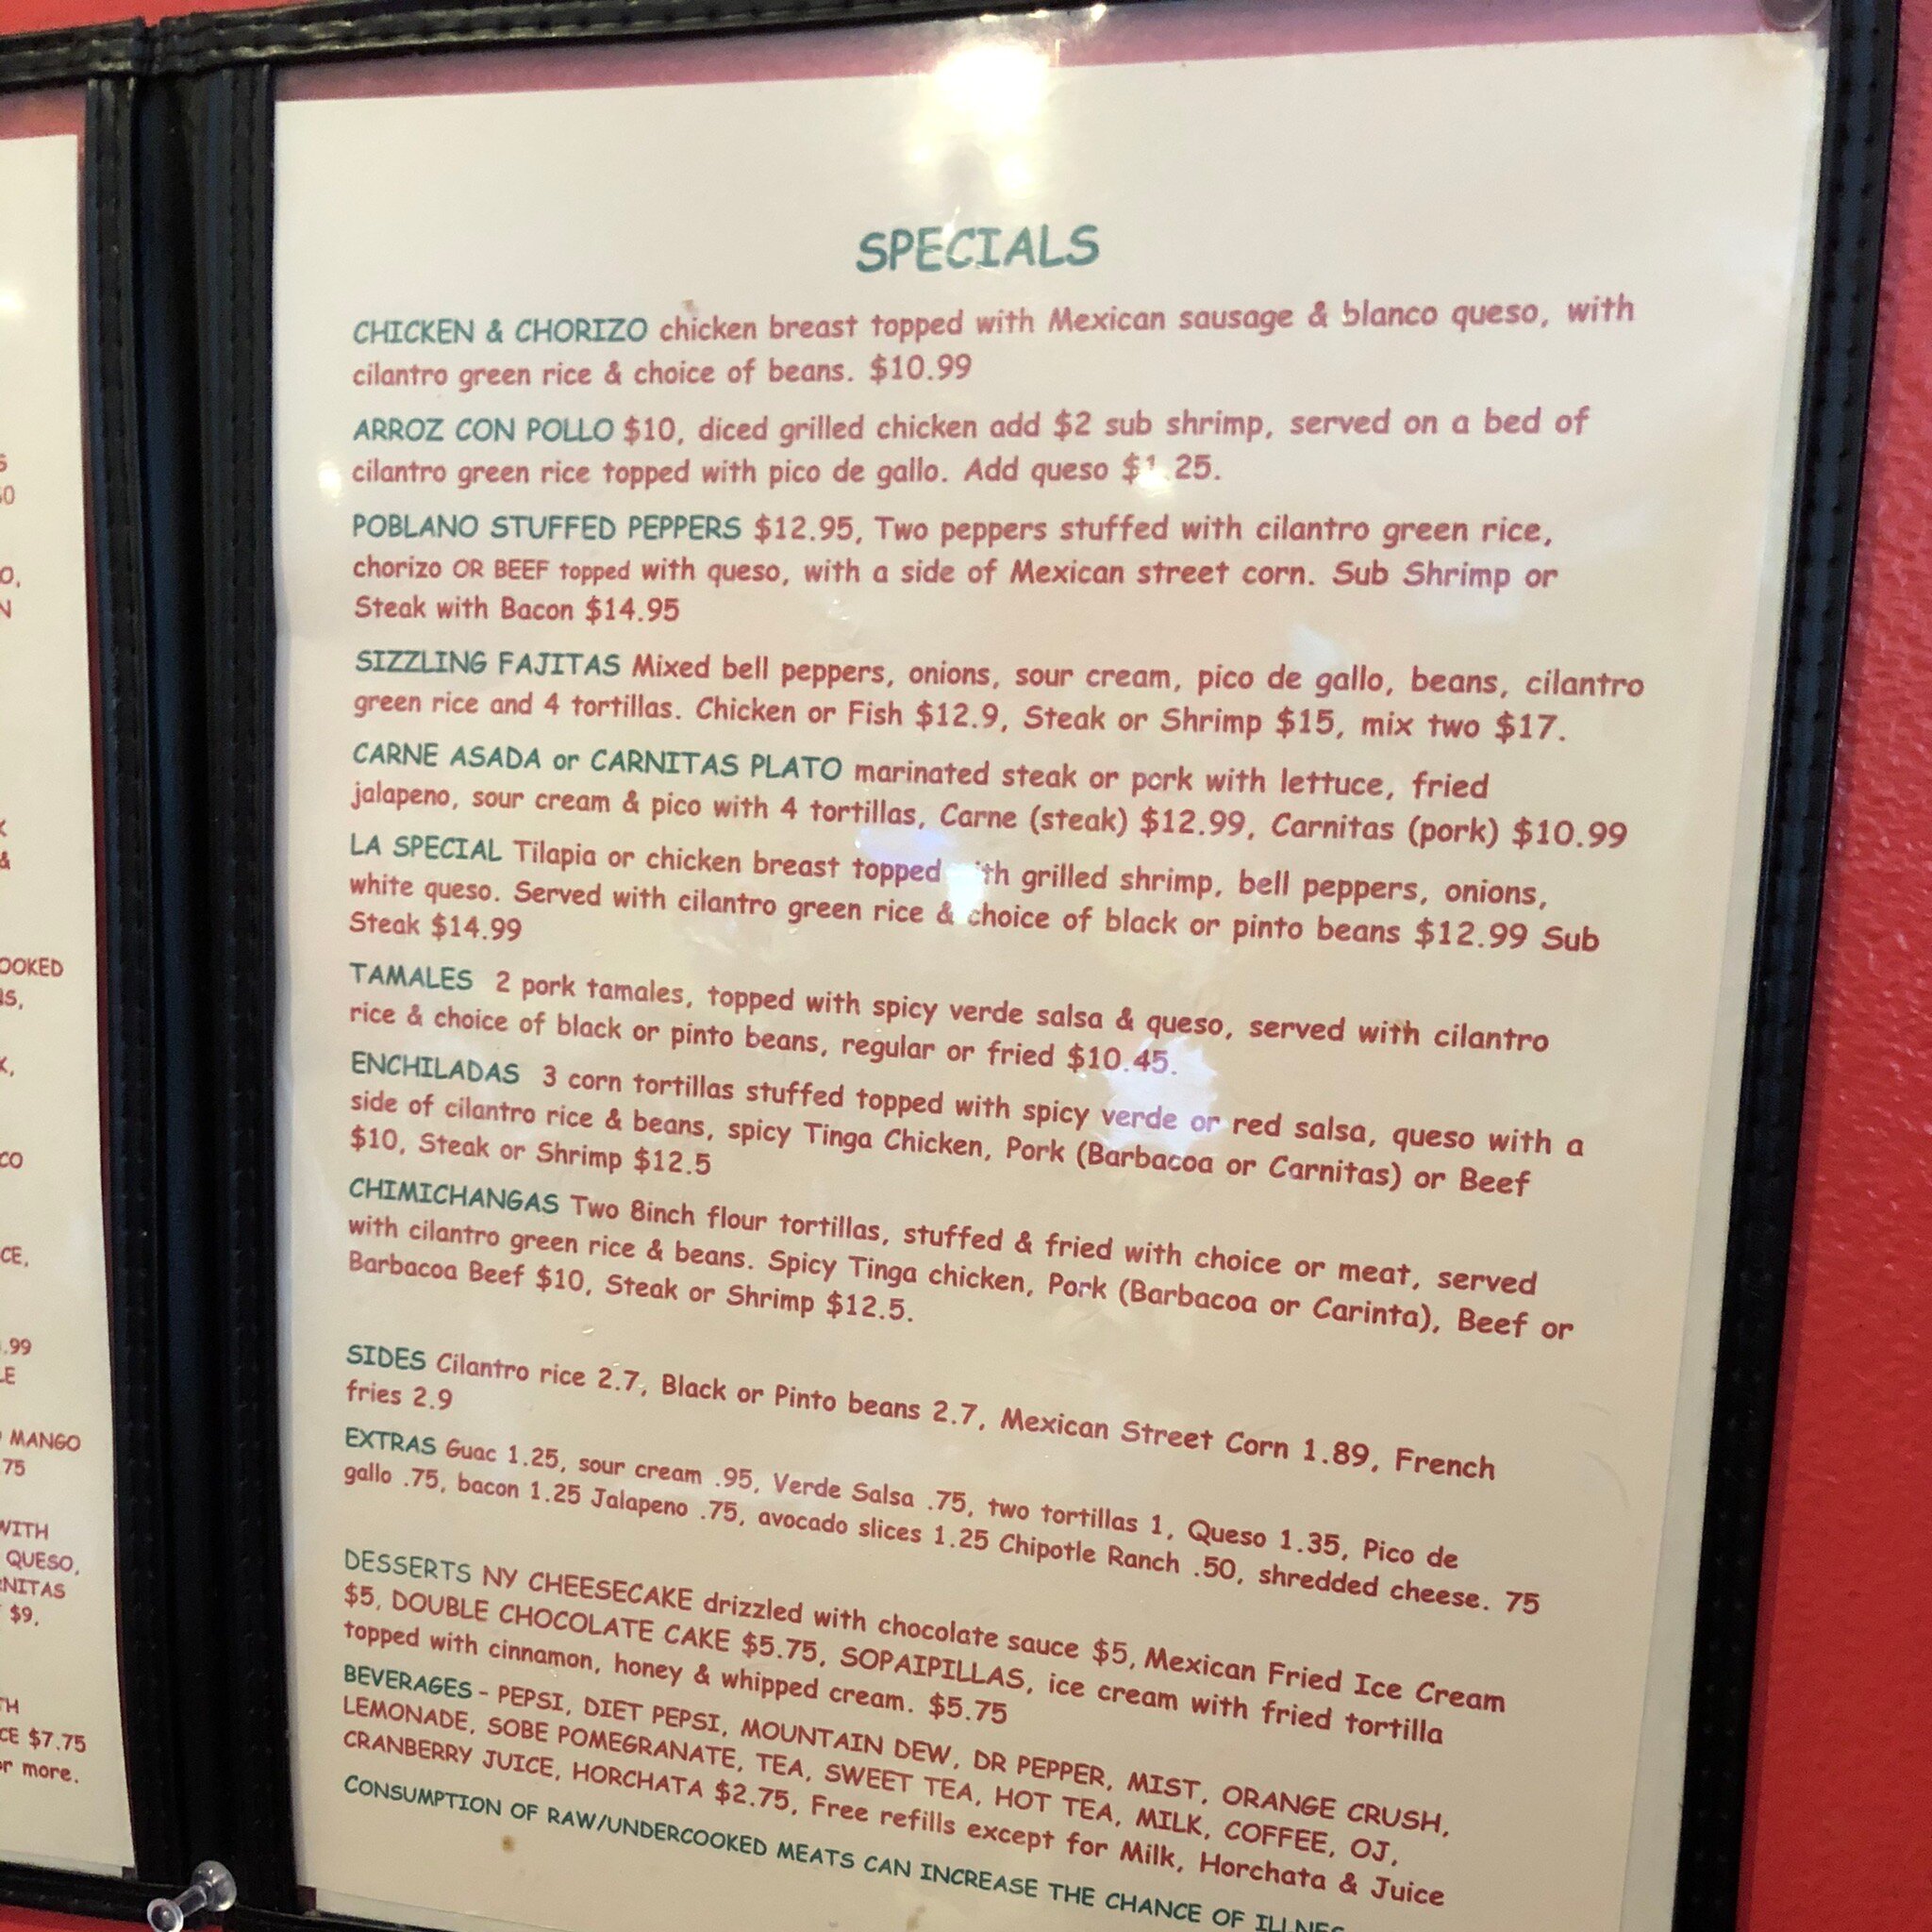 SPECIALS
CHICKEN & CHORIZO chicken breast topped with Mexican sausage & blanco queso, with
cilantro green rice & choice of beans. $10.99
ARROZ CON POLLO $10, diced grilled chicken add $2 sub shrimp, served on a bed of
cilantro green rice topped with pico de gallo. Add queso $1.25.
POBLANO STUFFED PEPPERS $12.95, Two peppers stuffed with cilantro green rice,
chorizo OR BEEF topped with queso, with a side of Mexican street corn. Sub Shrimp or
Steak with Bacon $14.95
SIZZLING FAJITAS Mixed bell peppers, onions, sour cream, pico de gallo, beans, cilantro
green rice and 4 tortillas. Chicken or Fish $12.9, Steak or Shrimp $15, mix two $17.
CARNE ASADA or CARNITAS PLATO marinated steak or pork with lettuce, fried
jalapeno, sour cream & pico with 4 tortillas, Carne (steak) $12.99, Carnitas (pork) $10.99
LA SPECIAL Tilapia or chicken breast topped with grilled shrimp, bell peppers, onions,
white queso. Served with cilantro green rice & choice of black or pinto beans $12.99 Sub
Steak $14.99
TAMALES 2 pork tamales, topped with spicy verde salsa & queso, served with cilantro
rice & choice of black or pinto beans, regular or fried $10.45.
ENCHILADAS 3 corn tortillas stuffed topped with spicy verde or red salsa, queso with a
side of cilantro rice & beans, spicy Tinga Chicken, Pork (Barbacoa or Carnitas) or Beef
$10, Steak or Shrimp $12.5
CHIMICHANGAS Two 8inch flour tortillas, stuffed & fried with choice or meat, served
with cilantro green rice & beans. Spicy Tinga chicken, Pork (Barbacoa or Carinta), Beef or
Barbacoa Beef $10, Steak or Shrimp $12.5.
SIDES Cilantro rice 2.7, Black or Pinto beans 2.7, Mexican Street Corn 1.89, French
fries 2.9
EXTRAS Guac 1.25, sour cream .95, Verde Salsa .75, two tortillas 1, Queso 1.35, Pico de
gallo .75, bacon 1.25 Jalapeno .75, avocado slices 1.25 Chipotle Ranch .50, shredded cheese. 75
DESSERTS NY CHEESECAKE drizzled with chocolate sauce $5, Mexican Fried Ice Cream
$5, DOUBLE CHOCOLATE CAKE $5.75, SOPAIPILLAS, ice cream with fried tortilla
topped with cinnamon, honey & whipped cream. $5.75
BEVERAGES - PEPSI, DIET PEPSI, MOUNTAIN DEW, DR PEPPER, MIST, ORANGE CRUSH,
LEMONADE, SOBE POMEGRANATE, TEA, SWEET TEA, HOT TEA, MILK, COFFEE, OJ,
CRANBERRY JUICE, HORCHATA $2.75, Free refills except for Milk, Horchata & Juice
CONSUMPTION OF RAW/UNDERCOOKED MEATS CAN INCREASE THE CHANCE OF
OOKED
CO
CE,
.99
LE
MANGO
75
WITH
QUESO,
NITAS
$9,
TH
CE $7.75
or more.